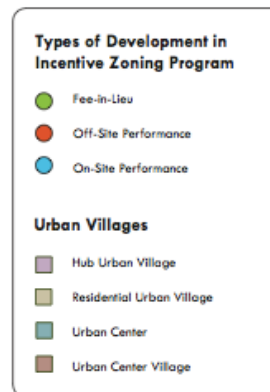 Types of Development in
Incentive Zoning Program
Fee-in-Lieu
Off-Site Performance
On-Site Performance
Urban Villages
Hub Urban Village
Residential Urban Village
Urban Center
Urban Center Village